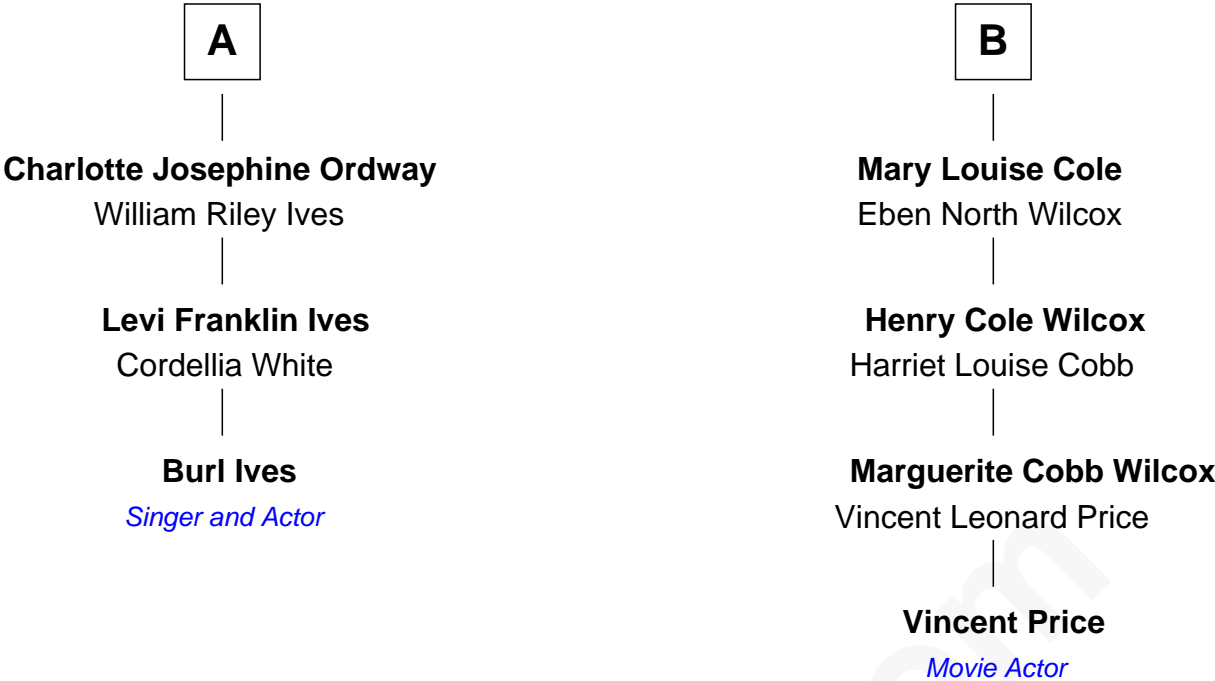 A
Charlotte Josephine Ordway
William Riley Ives
Levi Franklin Ives
Cordellia White
Burl Ives
Singer and Actor
B
Mary Louise Cole
Eben North Wilcox
Henry Cole Wilcox
Harriet Louise Cobb
Marguerite Cobb Wilcox
Vincent Leonard Price
Vincent Price
Movie Actor